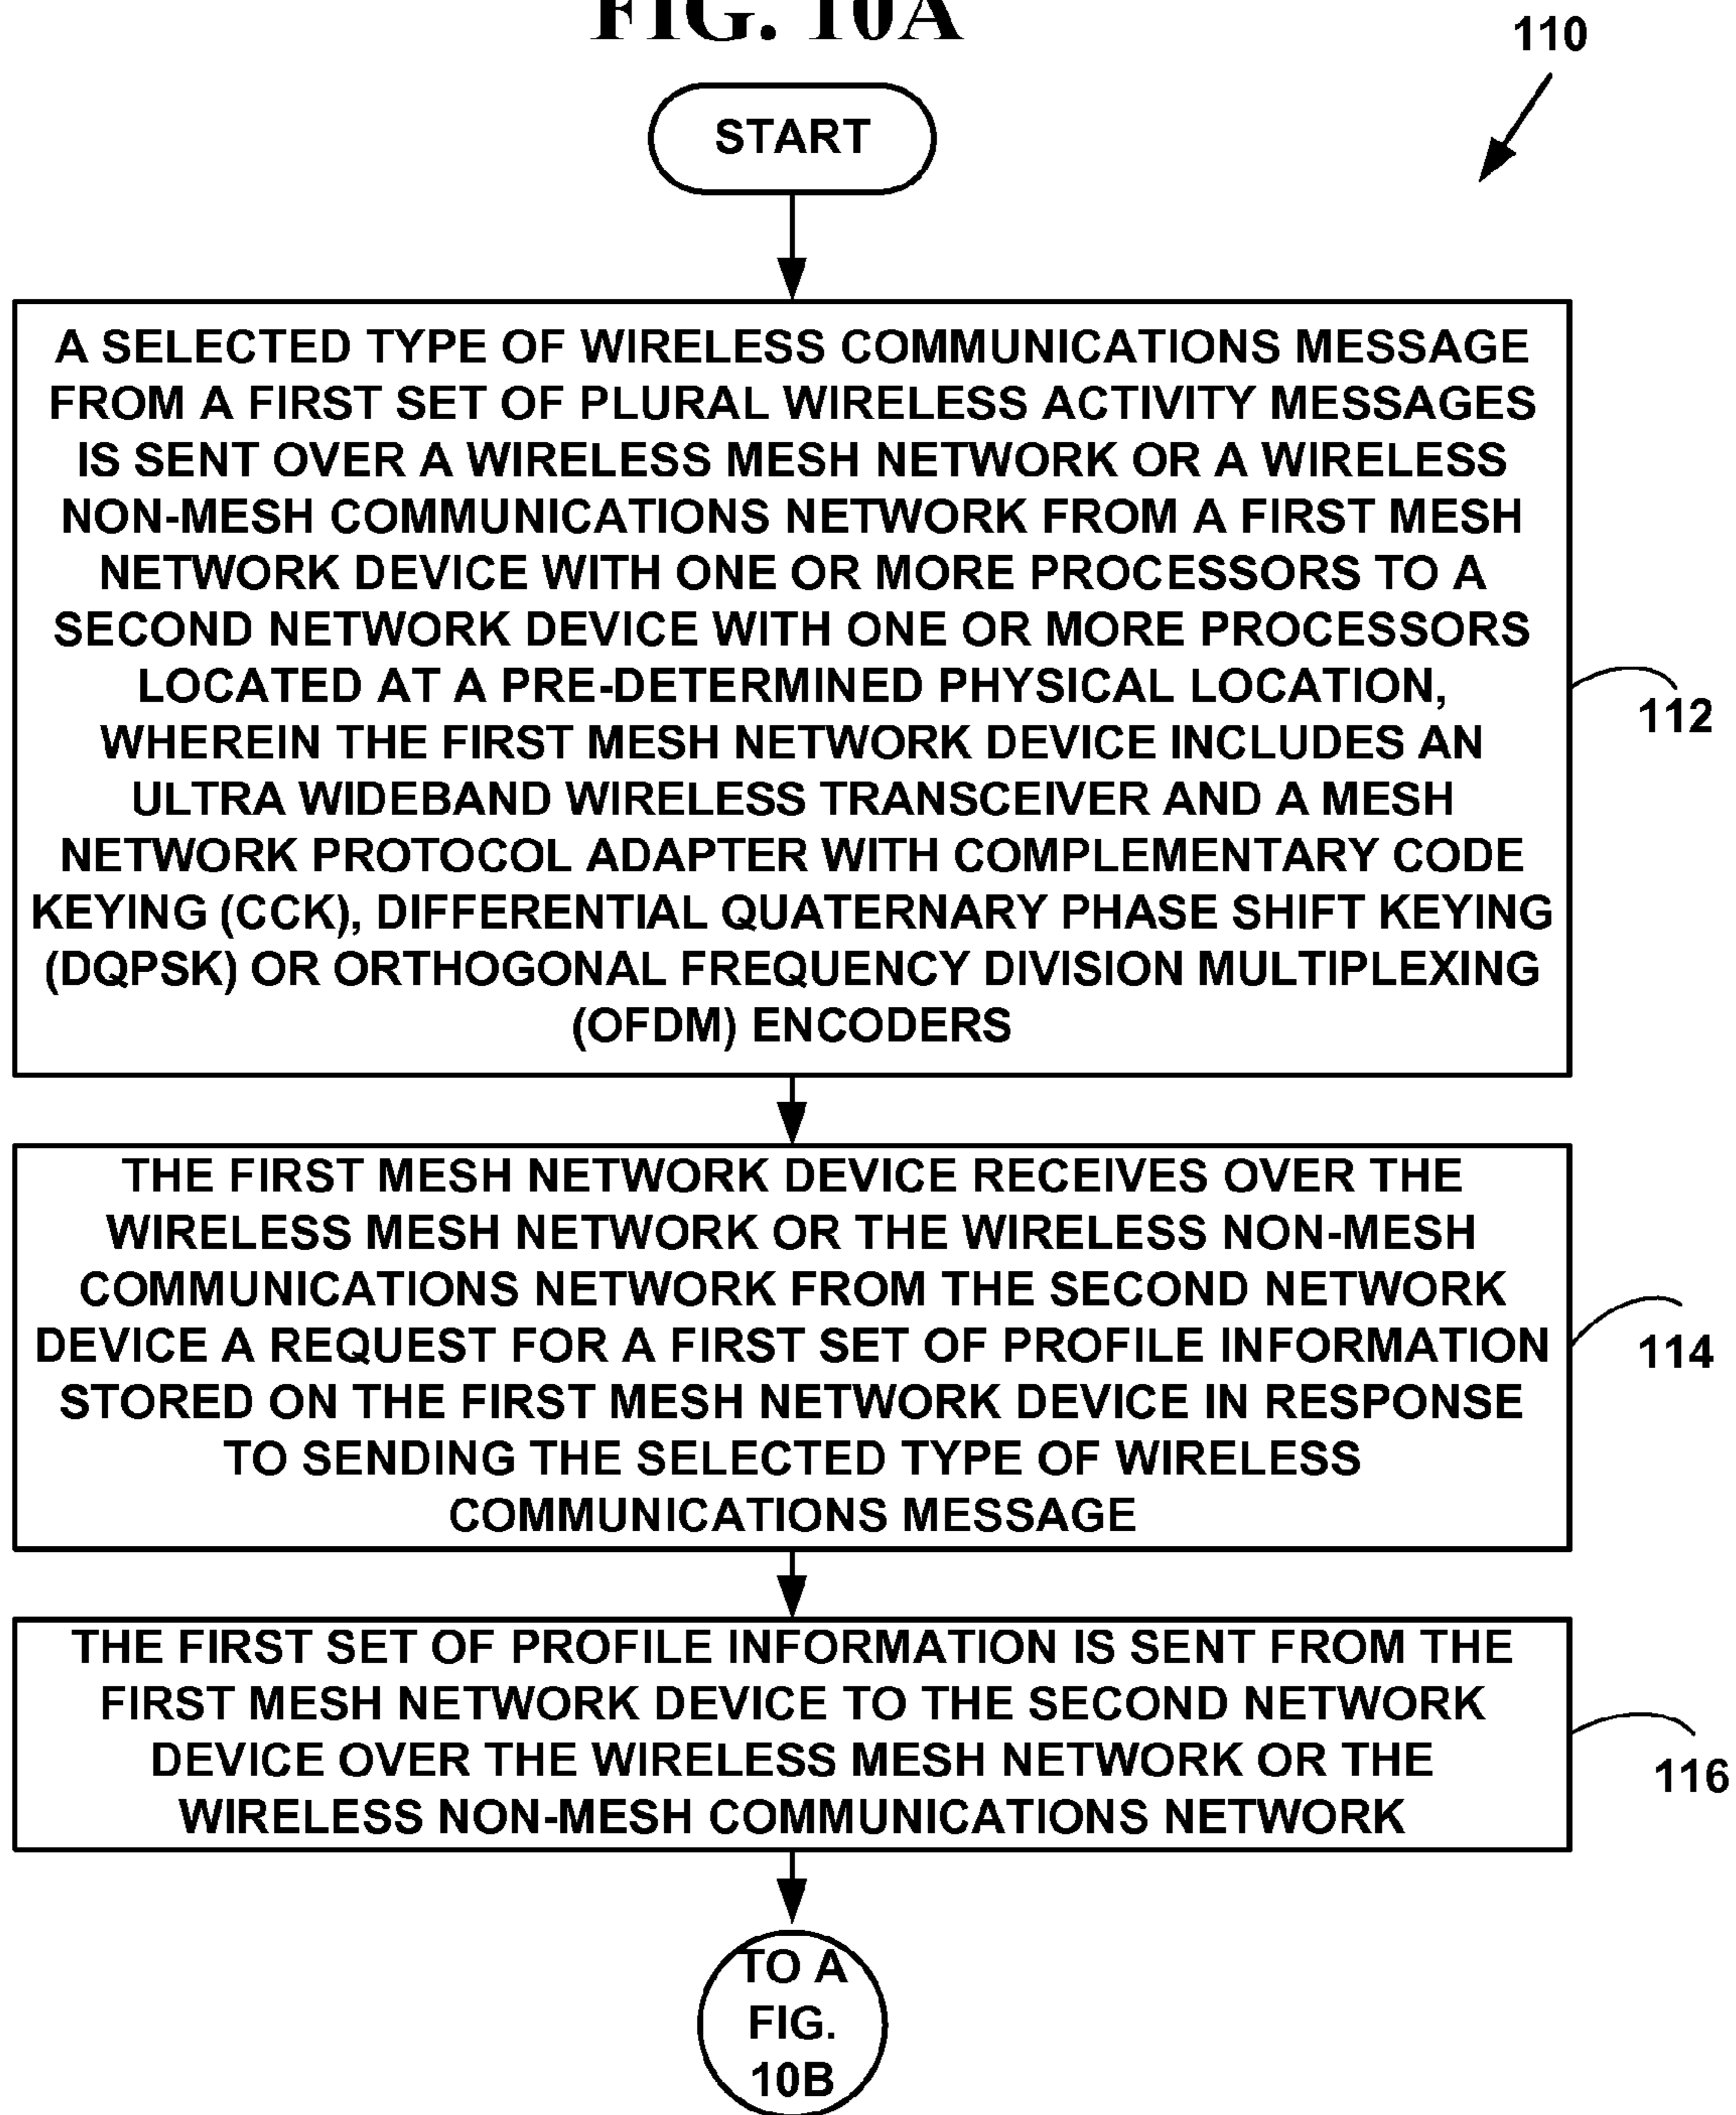 FIG. 10A
110
START
A SELECTED TYPE OF WIRELESS COMMUNICATIONS MESSAGE
FROM A FIRST SET OF PLURAL WIRELESS ACTIVITY MESSAGES
IS SENT OVER A WIRELESS MESH NETWORK OR A WIRELESS
NON-MESH COMMUNICATIONS NETWORK FROM A FIRST MESH
NETWORK DEVICE WITH ONE OR MORE PROCESSORS TO A
SECOND NETWORK DEVICE WITH ONE OR MORE PROCESSORS
LOCATED AT A PRE-DETERMINED PHYSICAL LOCATION,
WHEREIN THE FIRST MESH NETWORK DEVICE INCLUDES AN
ULTRA WIDEBAND WIRELESS TRANSCEIVER AND A MESH
NETWORK PROTOCOL ADAPTER WITH COMPLEMENTARY CODE
KEYING (CCK), DIFFERENTIAL QUATERNARY PHASE SHIFT KEYING
(DQPSK) OR ORTHOGONAL FREQUENCY DIVISION MULTIPLEXING
(OFDM) ENCODERS
112
THE FIRST MESH NETWORK DEVICE RECEIVES OVER THE
WIRELESS MESH NETWORK OR THE WIRELESS NON-MESH
COMMUNICATIONS NETWORK FROM THE SECOND NETWORK
DEVICE A REQUEST FOR A FIRST SET OF PROFILE INFORMATION
STORED ON THE FIRST MESH NETWORK DEVICE IN RESPONSE
TO SENDING THE SELECTED TYPE OF WIRELESS
COMMUNICATIONS MESSAGE
114
THE FIRST SET OF PROFILE INFORMATION IS SENT FROM THE
FIRST MESH NETWORK DEVICE TO THE SECOND NETWORK
DEVICE OVER THE WIRELESS MESH NETWORK OR THE
WIRELESS NON-MESH COMMUNICATIONS NETWORK
116
TO A
FIG.
10B